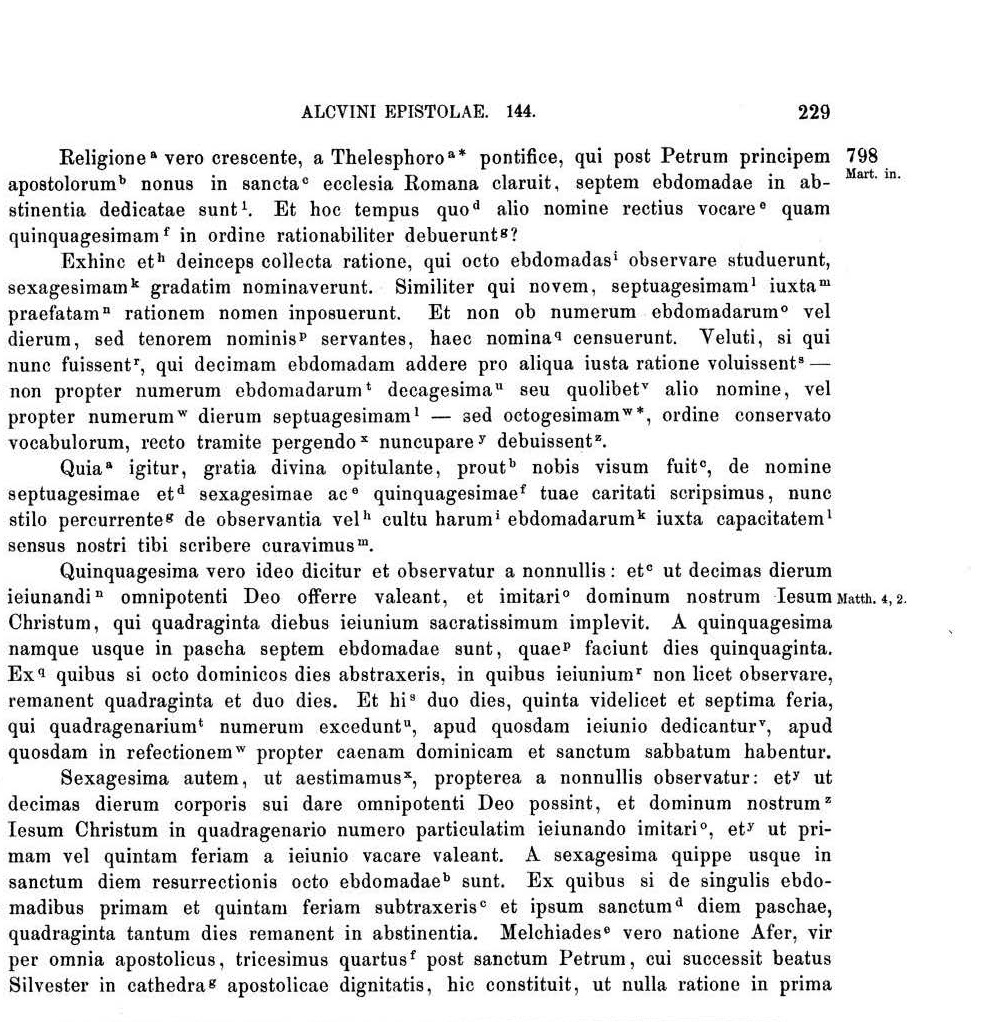 ALCVINI EPISTOLAE. 144. 229
Religione ᵃ vero crescente, a Thelesphoro ᵃ* pontifice, qui post Petrum principem 798
apostolorum ᵇ nonus in sancta ᶜ ecclesia Romana claruit, septem ebdomadae in ab- Mart. in.
stinentia dedicatae sunt ¹. Et hoc tempus quo ᵈ alio nomine rectius vocare ᵉ quam
quinquagesimam ᶠ in ordine rationabiliter debuerunt ᵍ?
Exhinc et ʰ deinceps collecta ratione, qui octo ebdomadas ⁱ observare studuerunt,
sexagesimam ᵏ gradatim nominaverunt. Similiter qui novem, septuagesimam ˡ iuxta ᵐ
praefatam ⁿ rationem nomen inposuerunt. Et non ob numerum ebdomadarum ᵒ vel
dierum, sed tenorem nominis ᵖ servantes, haec nomina q censuerunt. Veluti, si qui
nunc fuissent ʳ, qui decimam ebdomadam addere pro aliqua iusta ratione voluissent ˢ —
non propter numerum ebdomadarum ᵗ decagesima ᵘ seu quolibet ᵛ alio nomine, vel
propter numerum ʷ dierum septuagesimam ˡ — sed octogesimam ʷ*, ordine conservato
vocabulorum, recto tramite pergendo ˣ nuncupare ʸ debuissent ᶻ.
Quia ᵃ igitur, gratia divina opitulante, prout ᵇ nobis visum fuit ᶜ, de nomine
septuagesimae et ᵈ sexagesimae ac ᵉ quinquagesimae ᶠ tuae caritati scripsimus, nunc
stilo percurrente ᵍ de observantia vel ʰ cultu harum ⁱ ebdomadarum ᵏ iuxta capacitatem ˡ
sensus nostri tibi scribere curavimus ᵐ.
Quinquagesima vero ideo dicitur et observatur a nonnullis: et ᶜ ut decimas dierum
ieiunandi ⁿ omnipotenti Deo offerre valeant, et imitari ᵒ dominum nostrum Iesum Matth. 4, 2.
Christum, qui quadraginta diebus ieiunium sacratissimum implevit. A quinquagesima
namque usque in pascha septem ebdomadae sunt, quae ᵖ faciunt dies quinquaginta.
Ex q quibus si octo dominicos dies abstraxeris, in quibus ieiunium ʳ non licet observare,
remanent quadraginta et duo dies. Et hi ˢ duo dies, quinta videlicet et septima feria,
qui quadragenarium ᵗ numerum excedunt ᵘ, apud quosdam ieiunio dedicantur ᵛ, apud
quosdam in refectionem ʷ propter caenam dominicam et sanctum sabbatum habentur.
Sexagesima autem, ut aestimamus ˣ, propterea a nonnullis observatur: et ʸ ut
decimas dierum corporis sui dare omnipotenti Deo possint, et dominum nostrum ᶻ
Iesum Christum in quadragenario numero particulatim ieiunando imitari ᵒ, et ʸ ut pri-
mam vel quintam feriam a ieiunio vacare valeant. A sexagesima quippe usque in
sanctum diem resurrectionis octo ebdomadae ᵇ sunt. Ex quibus si de singulis ebdo-
madibus primam et quintam feriam subtraxeris ᶜ et ipsum sanctum ᵈ diem paschae,
quadraginta tantum dies remanent in abstinentia. Melchiades ᵉ vero natione Afer, vir
per omnia apostolicus, tricesimus quartus ᶠ post sanctum Petrum, cui successit beatus
Silvester in cathedra ᵍ apostolicae dignitatis, hic constituit, ut nulla ratione in prima